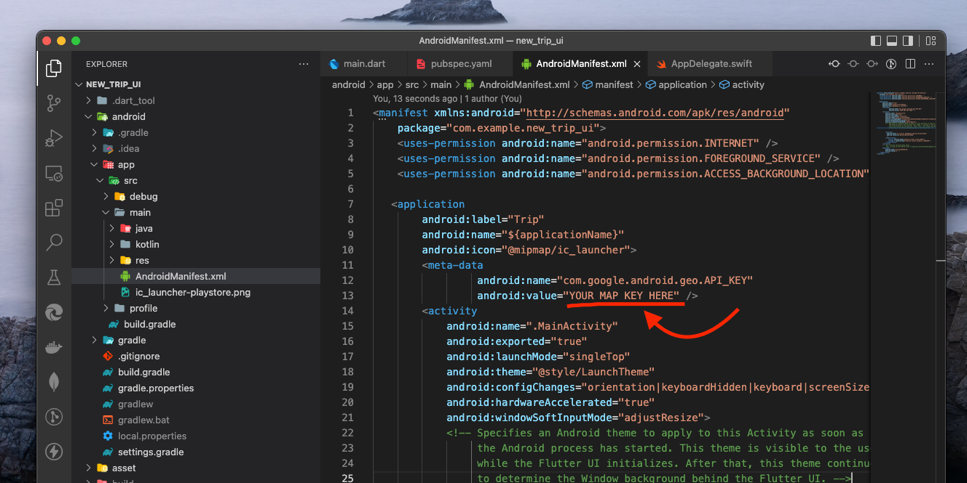 AndroidManifest.xml — new_trip_ui
EXPLORER
main.dart
pubspec.yaml
AndroidManifest.xml
AppDelegate.swift
NEW_TRIP_UI
.dart_tool
android
.gradle
.idea
app
src
debug
main
java
kotlin
res
AndroidManifest.xml
ic_launcher-playstore.png
profile
build.gradle
gradle
.gitignore
build.gradle
gradle.properties
gradlew
gradlew.bat
local.properties
settings.gradle
asset
build
android > app > src > main > AndroidManifest.xml > manifest > application > activity
You, 13 seconds ago | 1 author (You)
1 <manifest xmlns:android="http://schemas.android.com/apk/res/android"
2 package="com.example.new_trip_ui">
3 <uses-permission android:name="android.permission.INTERNET" />
4 <uses-permission android:name="android.permission.FOREGROUND_SERVICE" />
5 <uses-permission android:name="android.permission.ACCESS_BACKGROUND_LOCATION"
6
7 <application
8 android:label="Trip"
9 android:name="${applicationName}"
10 android:icon="@mipmap/ic_launcher">
11 <meta-data
12 android:name="com.google.android.geo.API_KEY"
13 android:value="YOUR MAP KEY HERE" />
14 <activity
15 android:name=".MainActivity"
16 android:exported="true"
17 android:launchMode="singleTop"
18 android:theme="@style/LaunchTheme"
19 android:configChanges="orientation|keyboardHidden|keyboard|screenSize
20 android:hardwareAccelerated="true"
21 android:windowSoftInputMode="adjustResize">
22 <!-- Specifies an Android theme to apply to this Activity as soon as
23 the Android process has started. This theme is visible to the us
24 while the Flutter UI initializes. After that, this theme continu
25 to determine the Window background behind the Flutter UI. -->